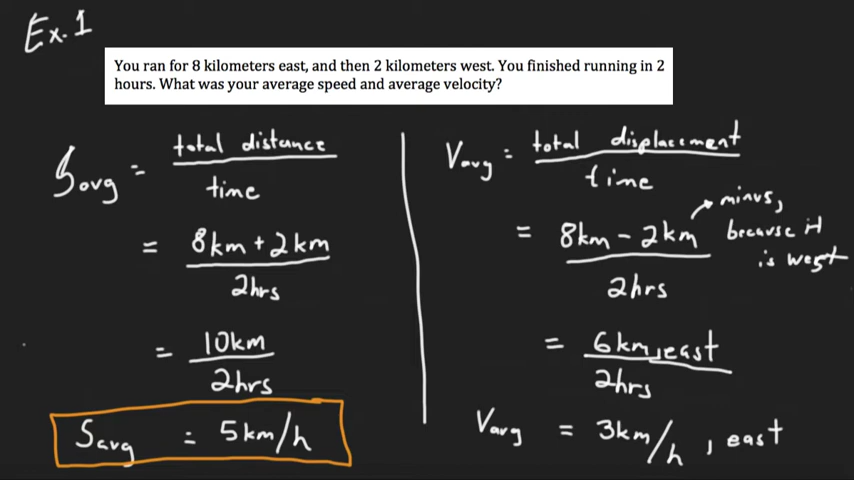 Ex.1
You ran for 8 kilometers east, and then 2 kilometers west. You finished running in 2
hours. What was your average speed and average velocity?
Savg = total distance / time
= 8km + 2km / 2hrs
= 10km / 2hrs
Savg = 5km/h
Vavg = total displacement / time
= 8km - 2km / 2hrs
minus,
because it
is west
= 6km, east / 2hrs
Vavg = 3km/h, east